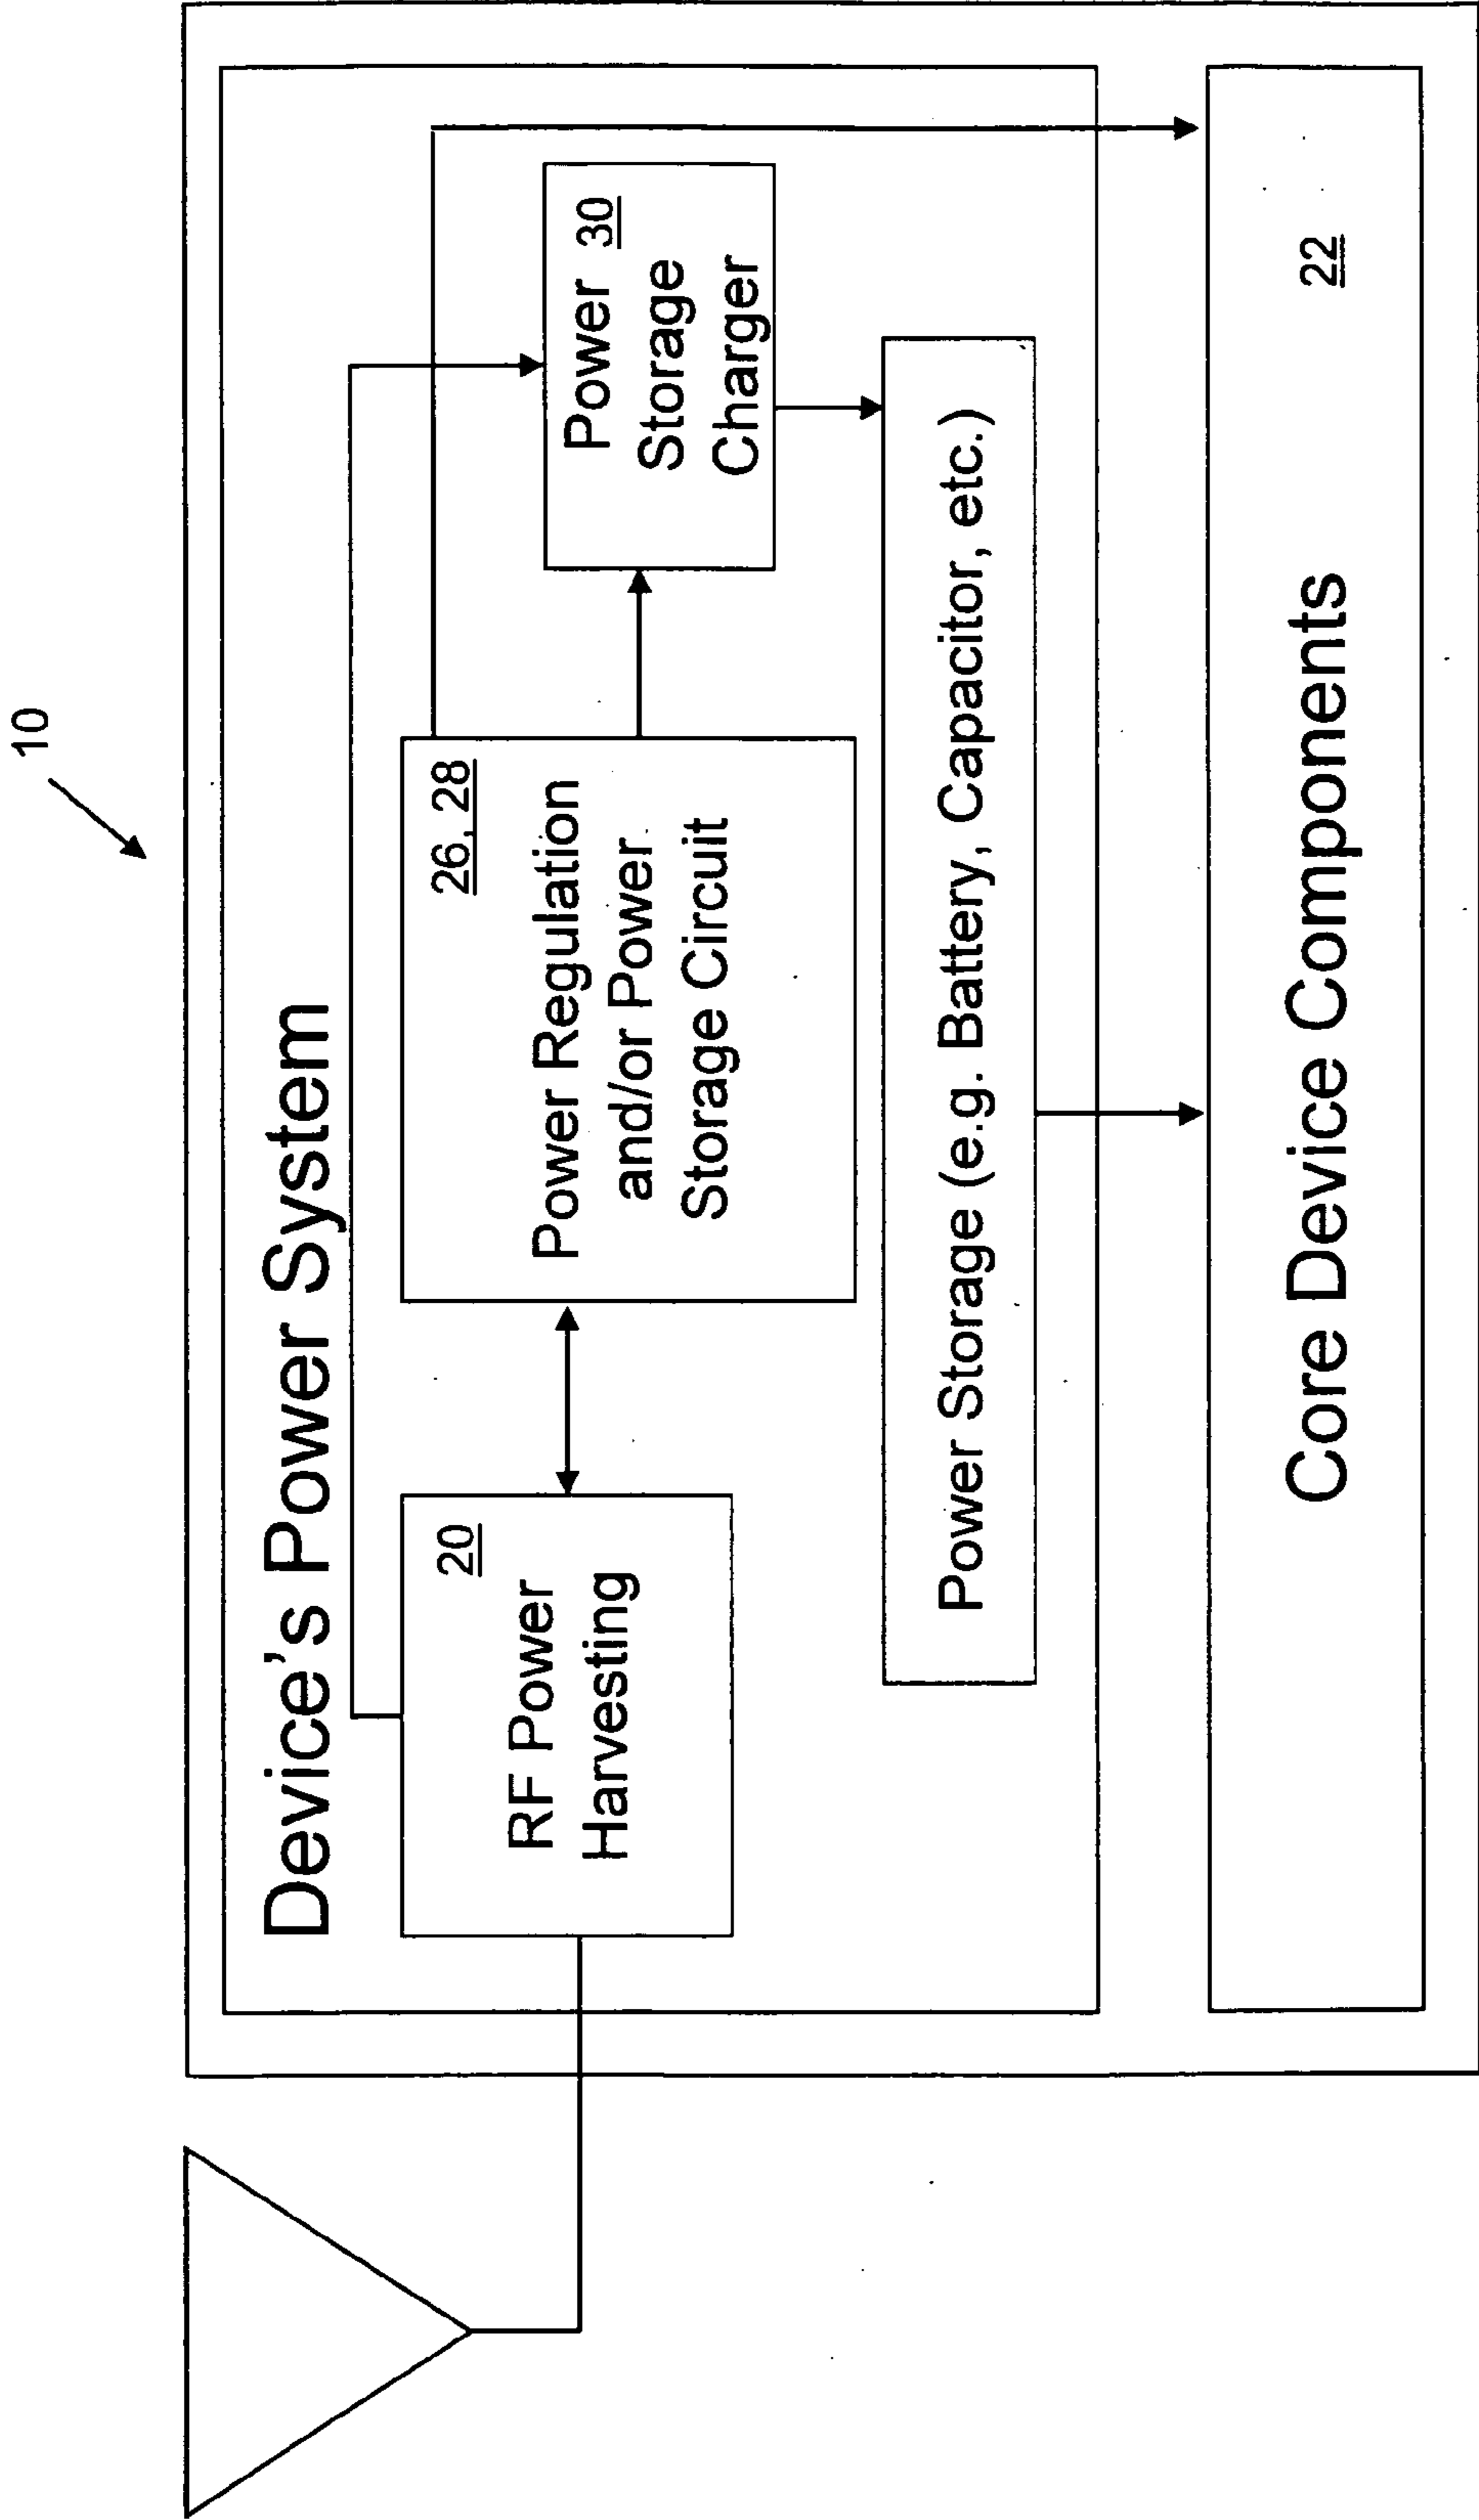 10
Device's Power System
20
RF Power
Harvesting
26, 28
Power Regulation
and/or Power
Storage Circuit
Power 30
Storage
Charger
Power Storage (e.g. Battery, Capacitor, etc.)
22
Core Device Components